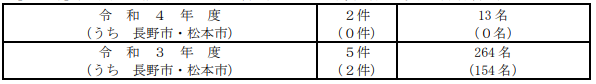 令 和 4 年 度 2件 13名
(うち 長野市・松本市) (0件) (0名)
令 和 3 年 度 5件 264名
(うち 長野市・松本市) (2件) (154名)